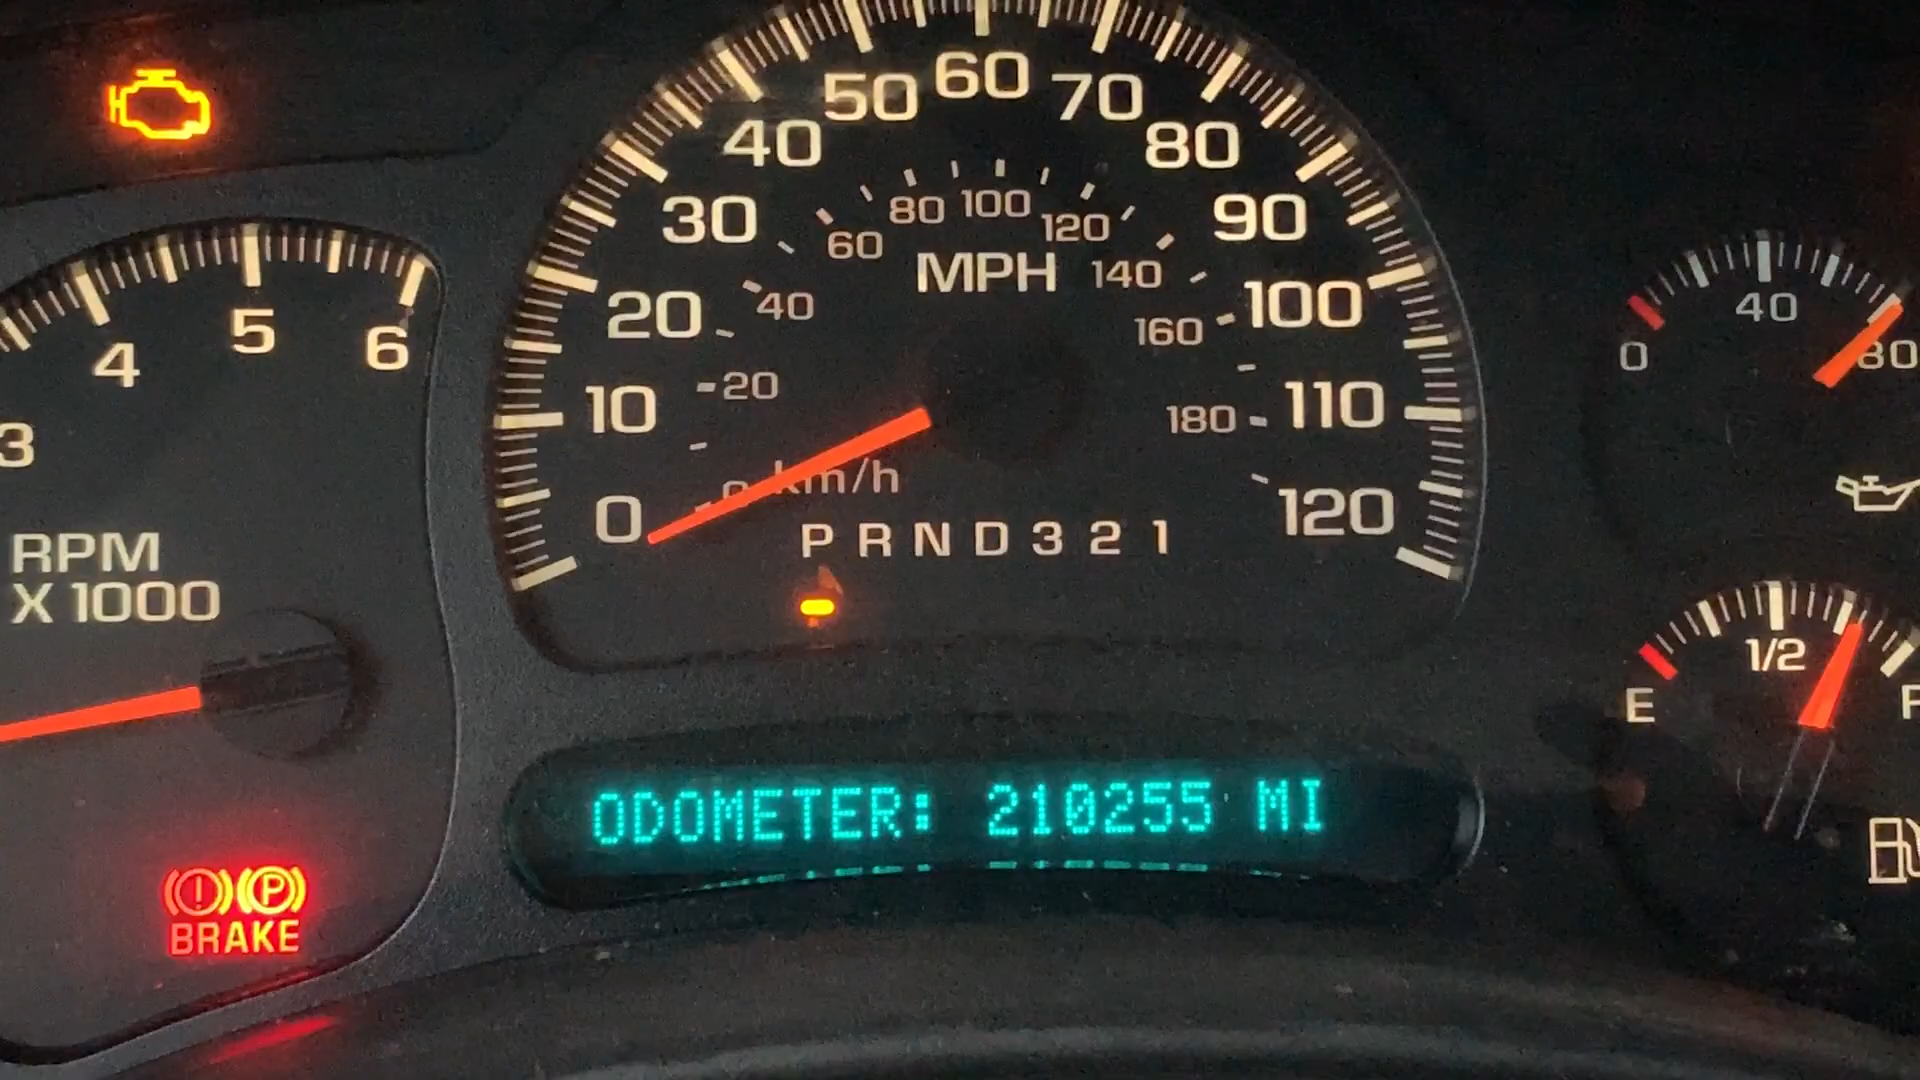 50 60 70
40 80
30 90
20 100
10 110
0 120
80 100 120
60 140
40 160
20 180
0
MPH
km/h
P R N D 3 2 1
3 4 5 6
RPM
X 1000
BRAKE
ODOMETER: 210255 MI
0 40 80
E 1/2 F